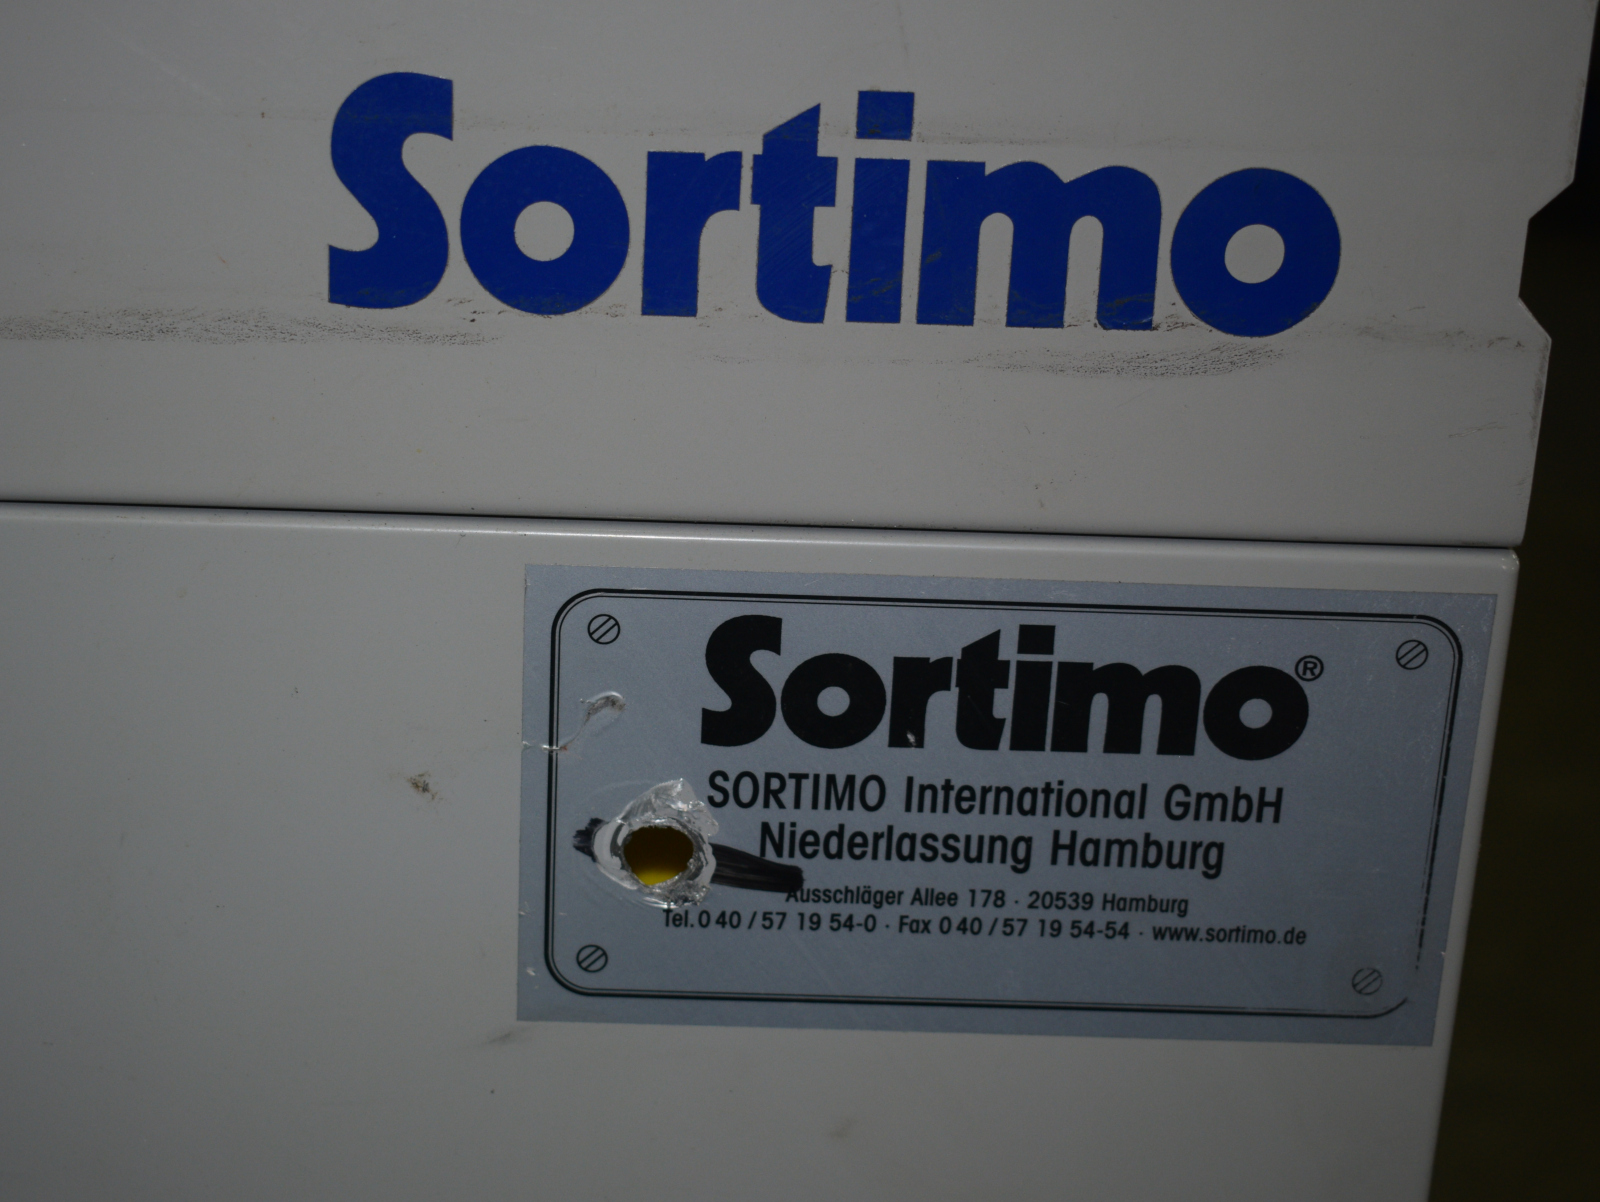 Sortimo
Sortimo®
SORTIMO International GmbH
Niederlassung Hamburg
Ausschläger Allee 178 · 20539 Hamburg
Tel. 0 40 / 57 19 54-0 · Fax 0 40 / 57 19 54-54 · www.sortimo.de